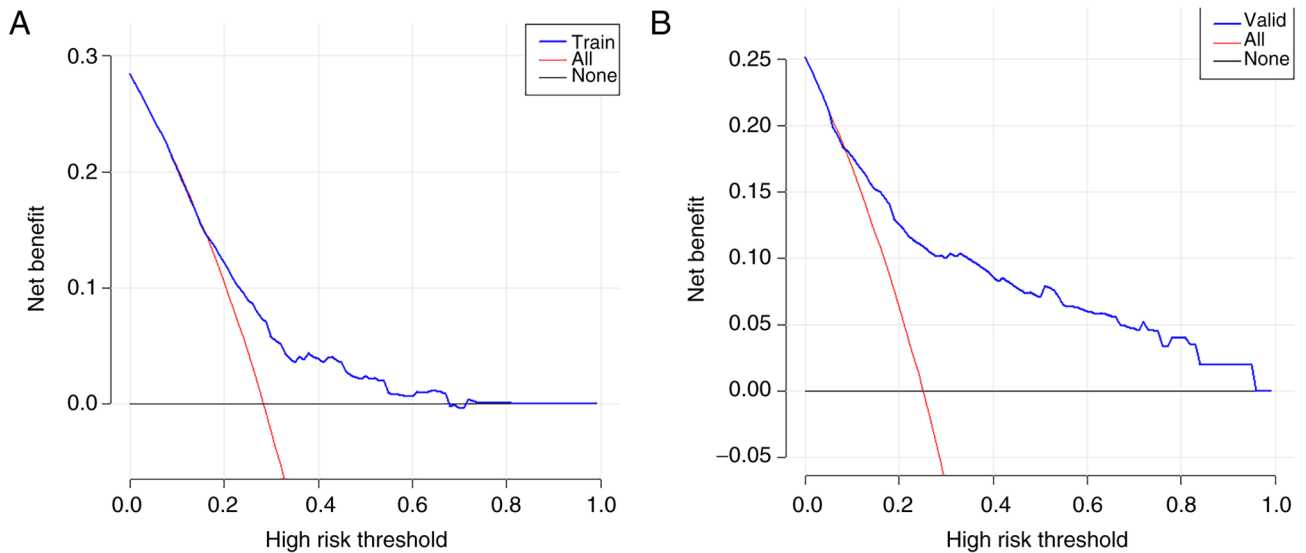 A
Train
All
None
0.3
0.2
0.1
0.0
Net benefit
0.0 0.2 0.4 0.6 0.8 1.0
High risk threshold
B
Valid
All
None
0.25
0.20
0.15
0.10
0.05
0.00
−0.05
Net benefit
0.0 0.2 0.4 0.6 0.8 1.0
High risk threshold